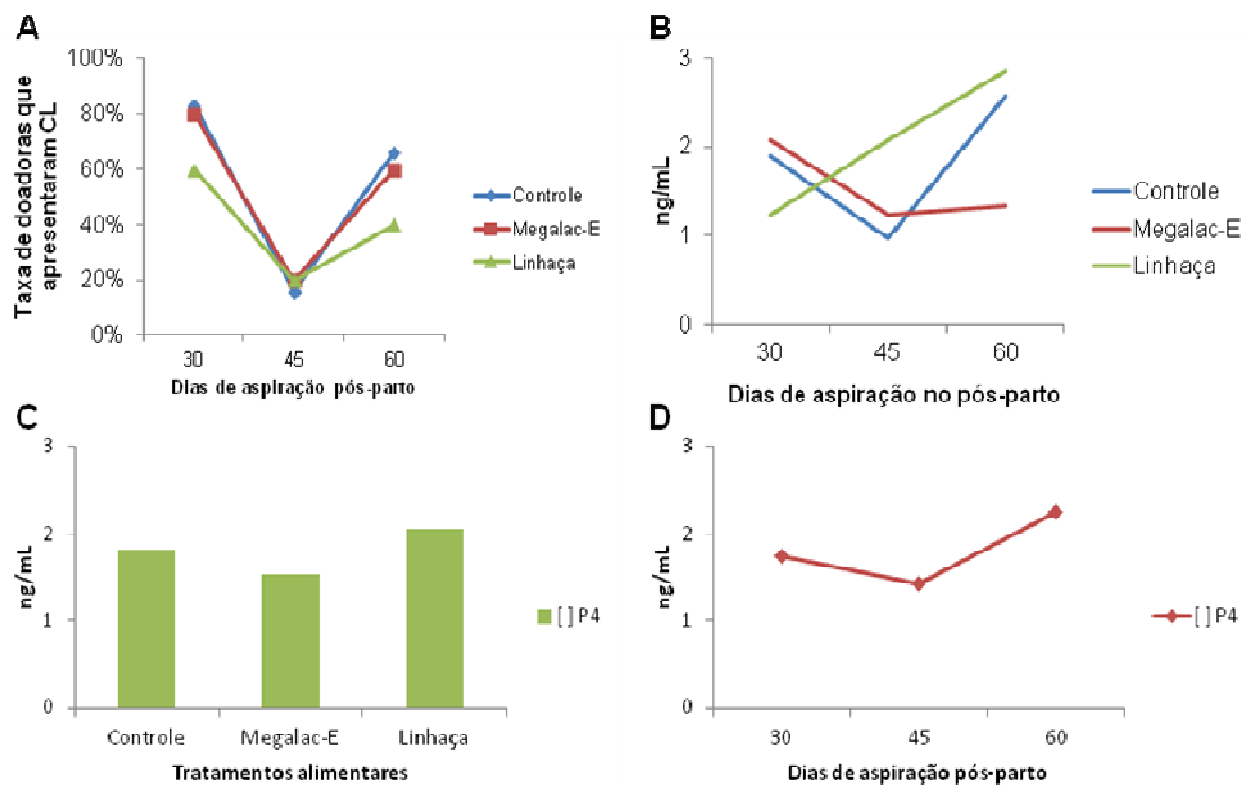 A
Taxa de doadoras que
apresentaram CL
100%
80%
60%
40%
20%
0%
30 45 60
Dias de aspiração pós-parto
Controle
Megalac-E
Linhaça
B
ng/mL
3
2
1
0
30 45 60
Dias de aspiração no pós-parto
Controle
Megalac-E
Linhaça
C
ng/mL
3
2
1
0
Controle Megalac-E Linhaça
Tratamentos alimentares
[ ] P4
D
ng/mL
3
2
1
0
30 45 60
Dias de aspiração pós-parto
[ ] P4